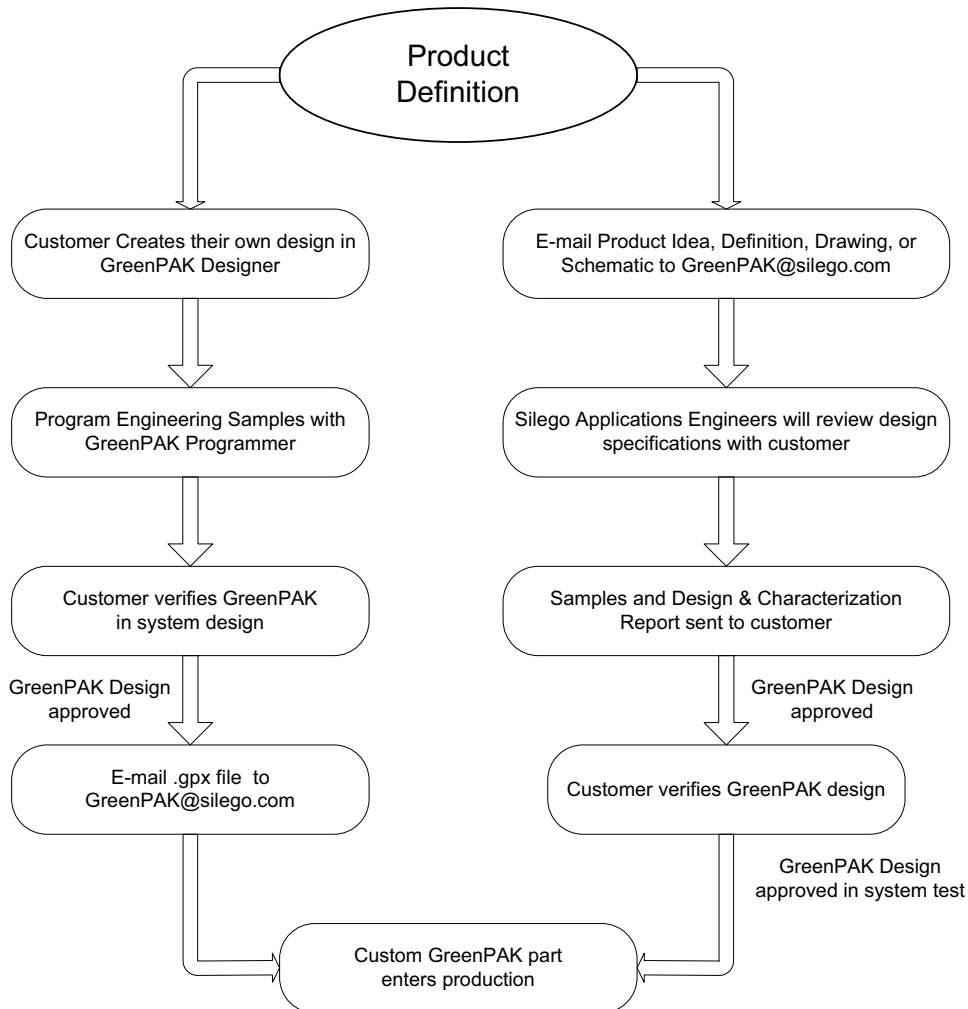 Product
Definition
Customer Creates their own design in
GreenPAK Designer
E-mail Product Idea, Definition, Drawing, or
Schematic to GreenPAK@silego.com
Program Engineering Samples with
GreenPAK Programmer
Silego Applications Engineers will review design
specifications with customer
Customer verifies GreenPAK
in system design
Samples and Design & Characterization
Report sent to customer
GreenPAK Design
approved
GreenPAK Design
approved
E-mail .gpx file to
GreenPAK@silego.com
Customer verifies GreenPAK design
GreenPAK Design
approved in system test
Custom GreenPAK part
enters production